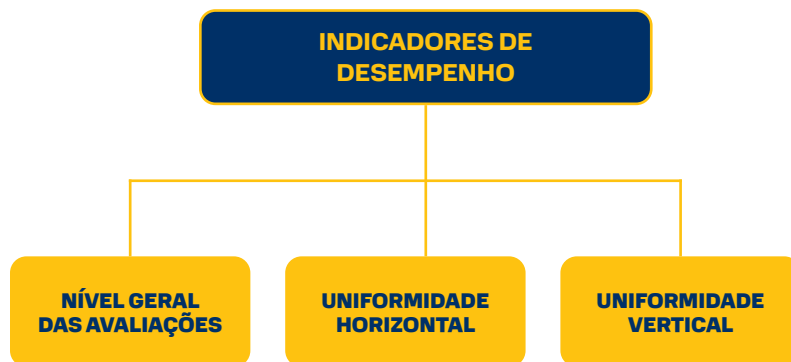 INDICADORES DE
DESEMPENHO
NÍVEL GERAL
DAS AVALIAÇÕES
UNIFORMIDADE
HORIZONTAL
UNIFORMIDADE
VERTICAL